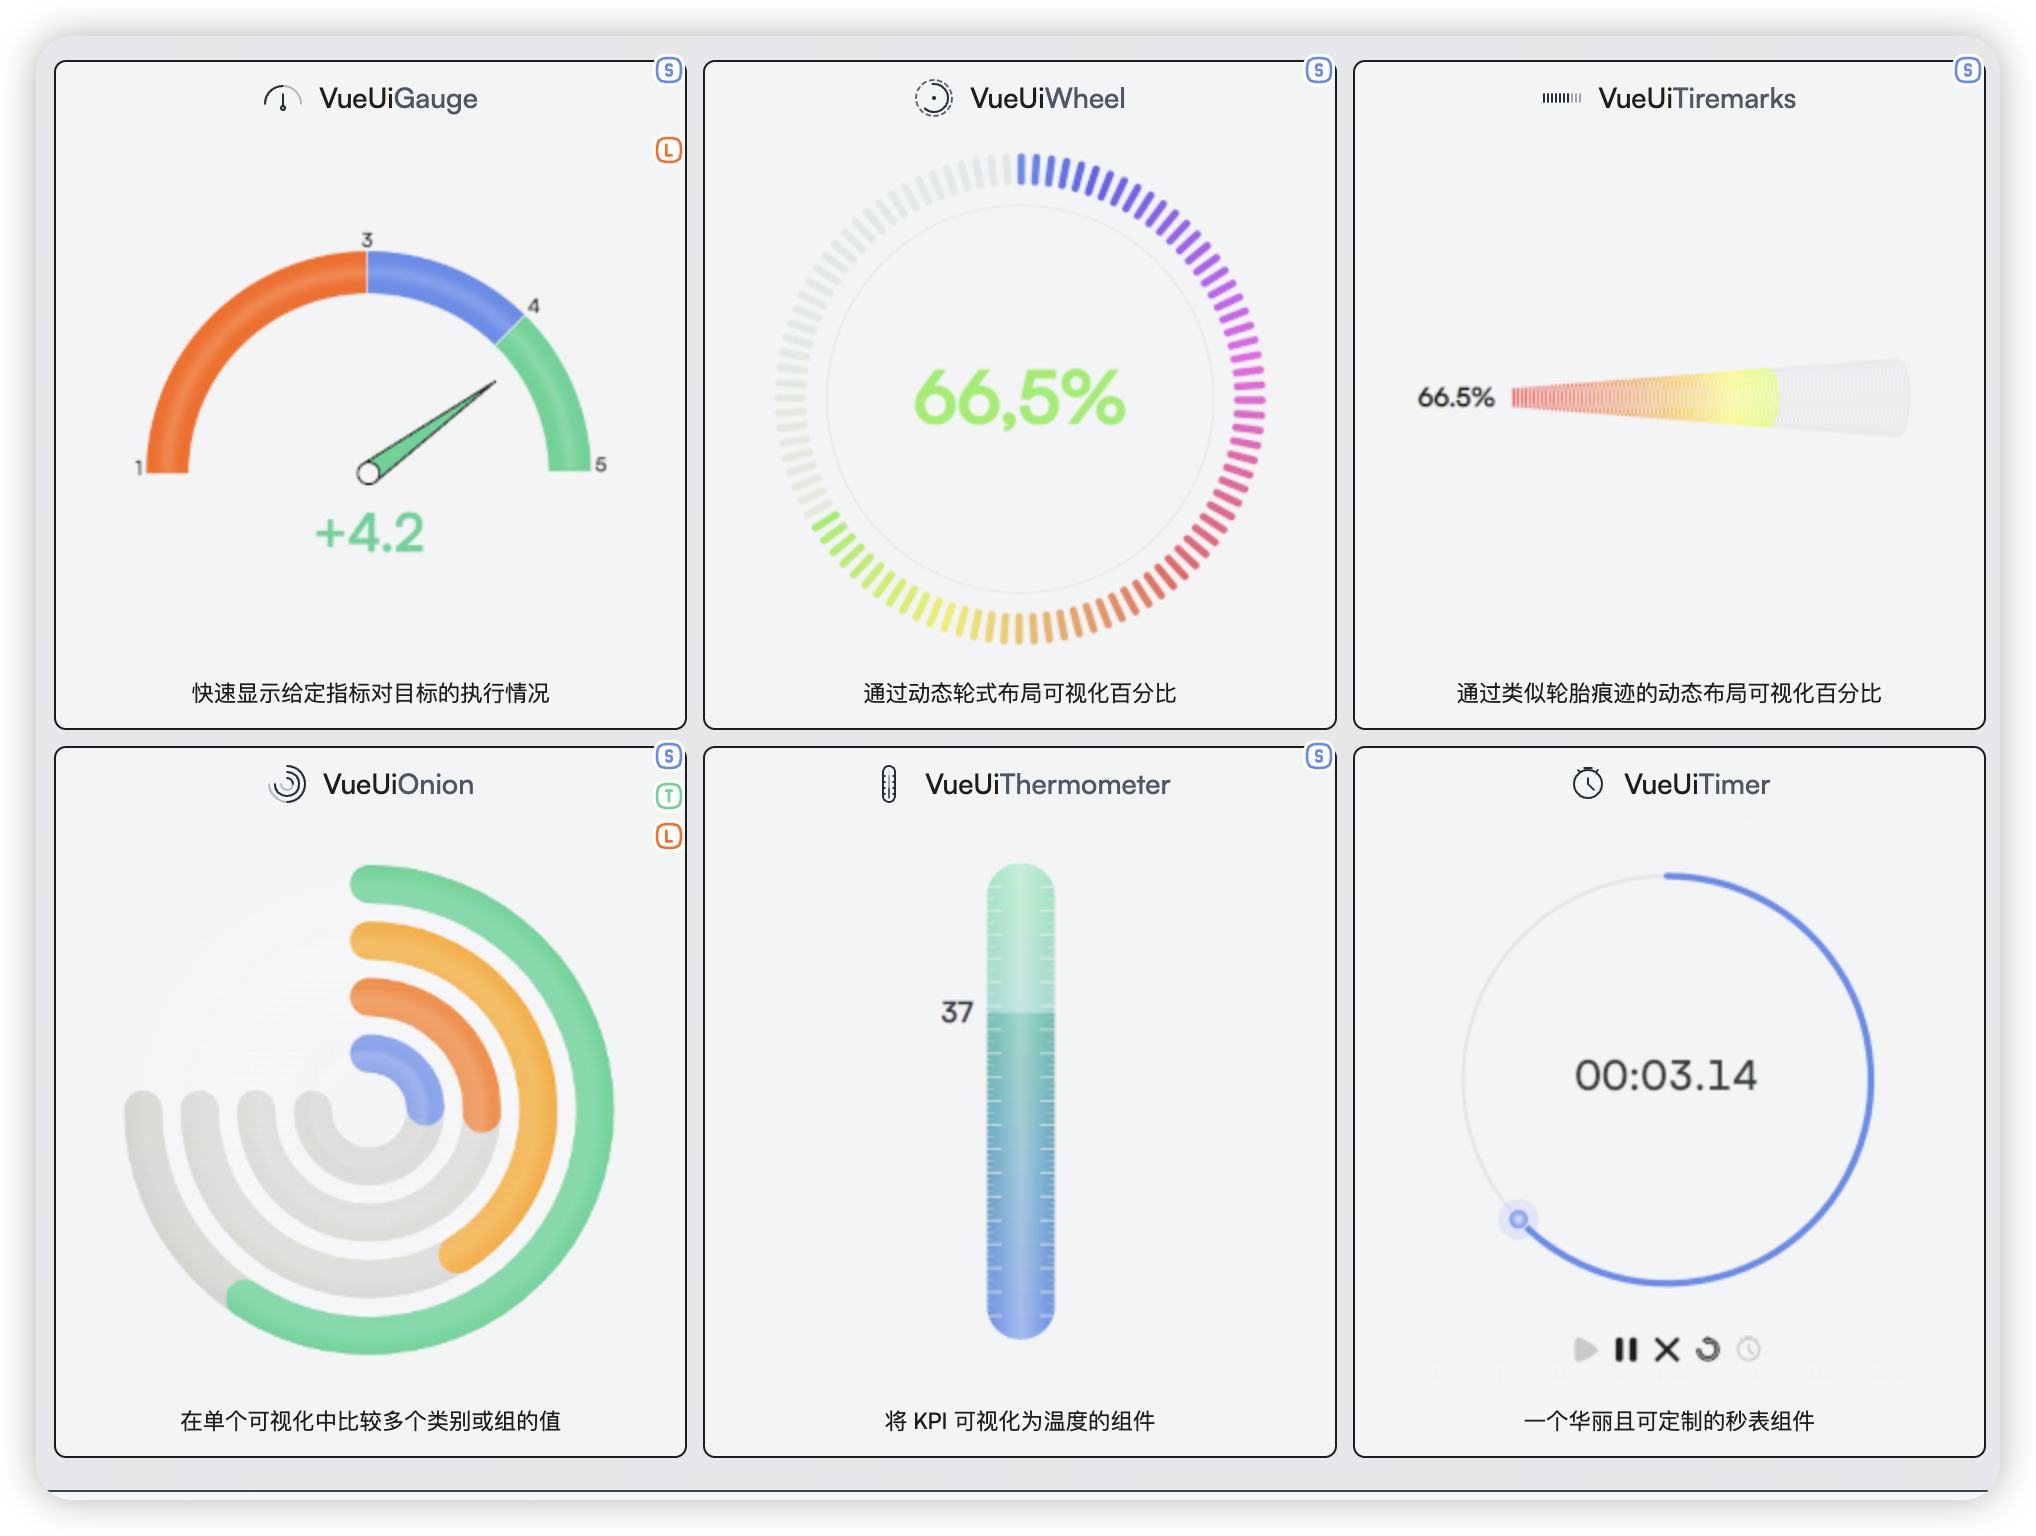 VueUiGauge
S
L
3
4
1
5
+4.2
快速显示给定指标对目标的执行情况
VueUiWheel
S
66,5%
通过动态轮式布局可视化百分比
VueUiTiremarks
S
66.5%
通过类似轮胎痕迹的动态布局可视化百分比
VueUiOnion
S
T
L
在单个可视化中比较多个类别或组的值
VueUiThermometer
S
37
将 KPI 可视化为温度的组件
VueUiTimer
00:03.14
一个华丽且可定制的秒表组件